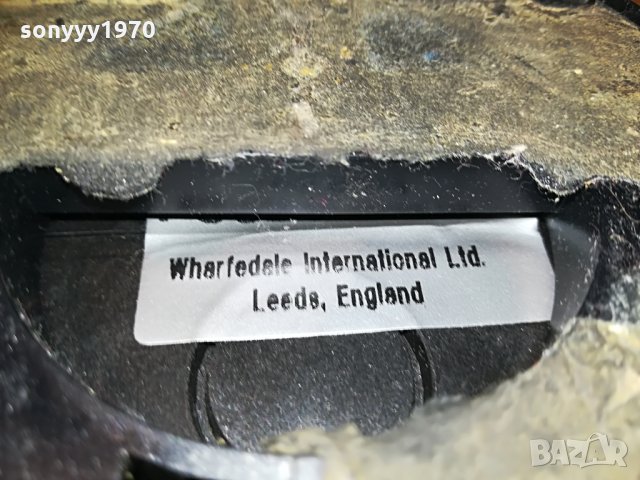 sonyyy1970
Wharfedale International Ltd.
Leeds, England
BAZAR